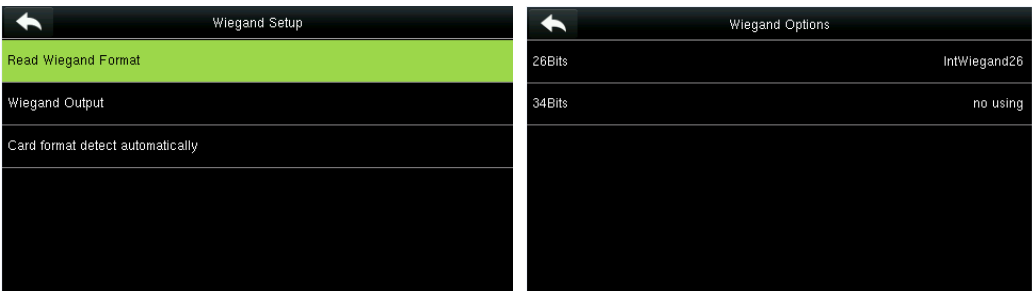 Wiegand Setup
Read Wiegand Format
Wiegand Output
Card format detect automatically
Wiegand Options
26Bits IntWiegand26
34Bits no using